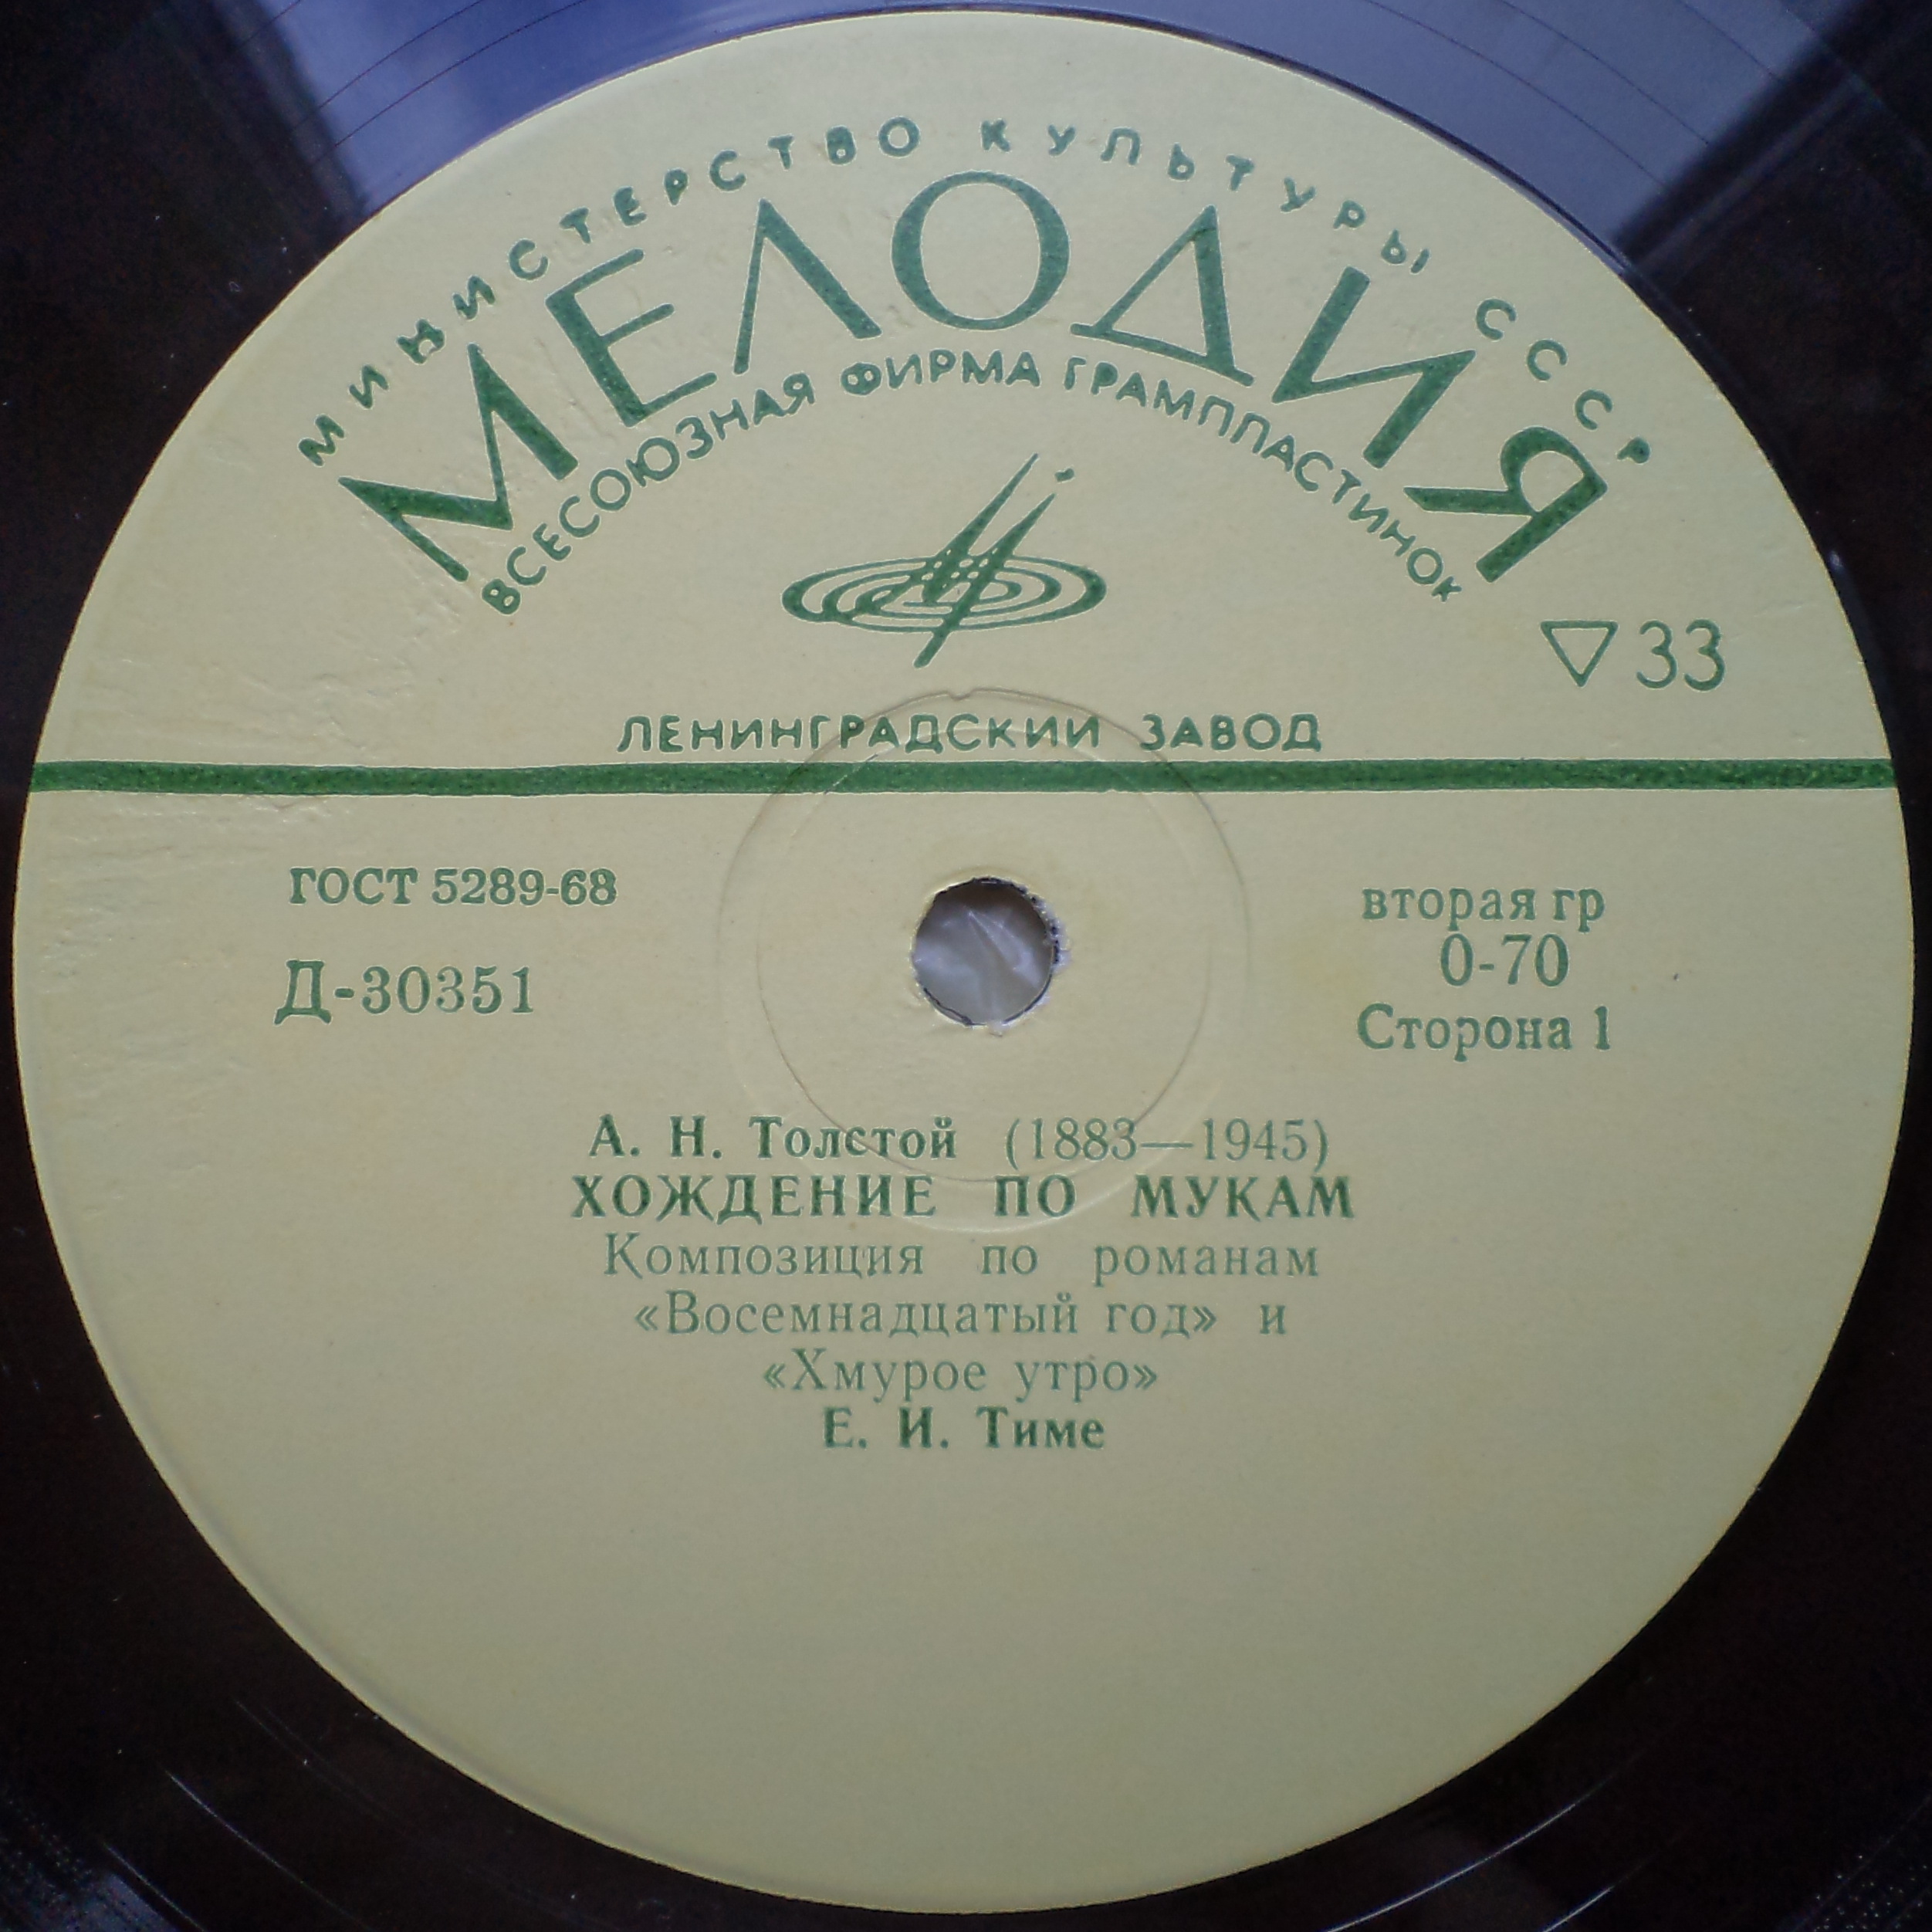 МИНИСТЕРСТВО КУЛЬТУРЫ СССР
МЕЛОДИЯ
ВСЕСОЮЗНАЯ ФИРМА ГРАМПЛАСТИНОК
33
ЛЕНИНГРАДСКИЙ ЗАВОД
ГОСТ 5289-68
вторая гр
Д-30351
0-70
Сторона 1
А. Н. Толстой (1883—1945)
ХОЖДЕНИЕ ПО МУКАМ
Композиция по романам
«Восемнадцатый год» и
«Хмурое утро»
Е. И. Тиме